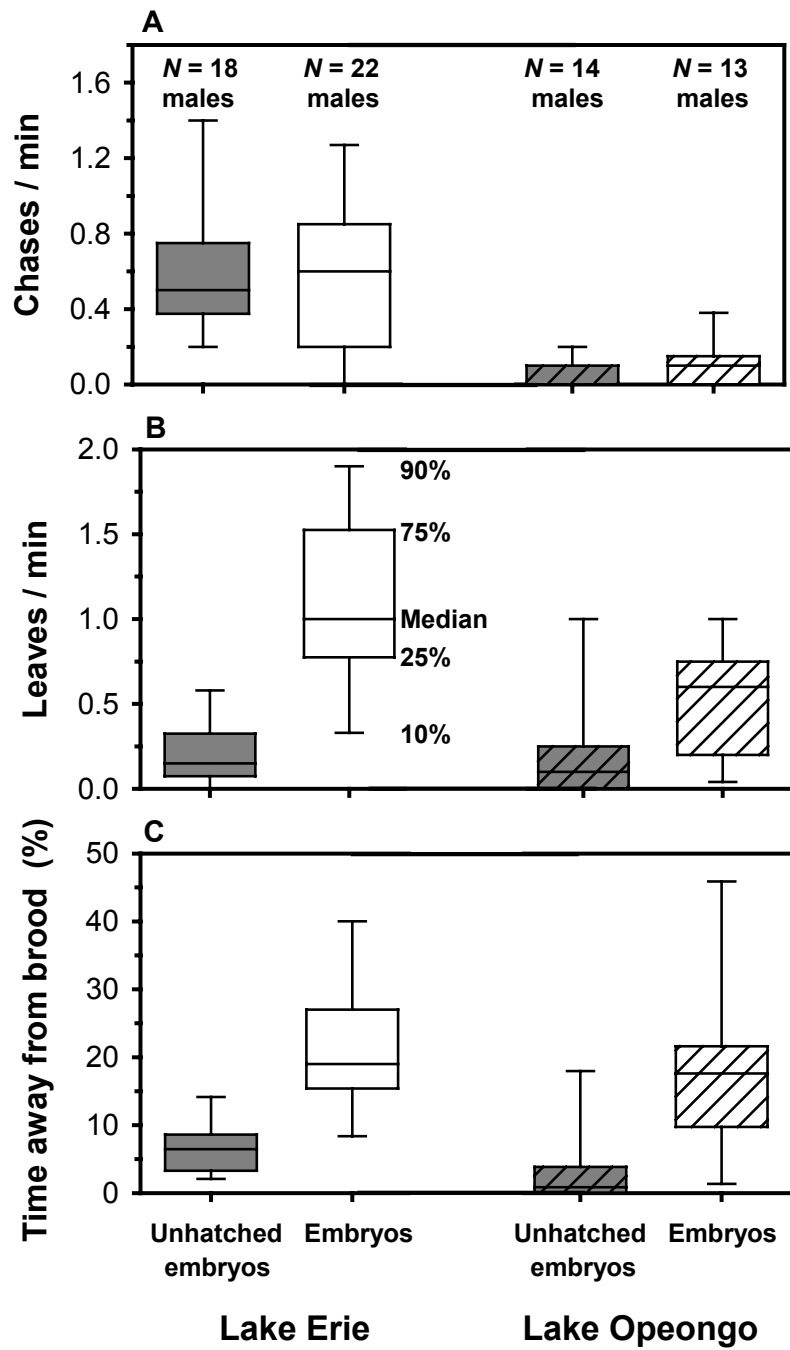 A
N = 18 males
N = 22 males
N = 14 males
N = 13 males
1.6
1.2
0.8
0.4
0.0
Chases / min
B
2.0
1.5
1.0
0.5
0.0
Leaves / min
90%
75%
Median
25%
10%
C
50
40
30
20
10
0
Time away from brood (%)
Unhatched embryos
Embryos
Unhatched embryos
Embryos
Lake Erie
Lake Opeongo